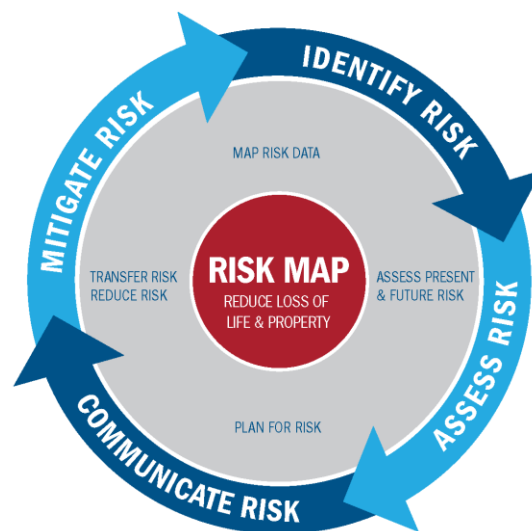 IDENTIFY RISK
MITIGATE RISK
MAP RISK DATA
RISK MAP
REDUCE LOSS OF
LIFE & PROPERTY
TRANSFER RISK
REDUCE RISK
ASSESS PRESENT
& FUTURE RISK
ASSESS RISK
PLAN FOR RISK
COMMUNICATE RISK